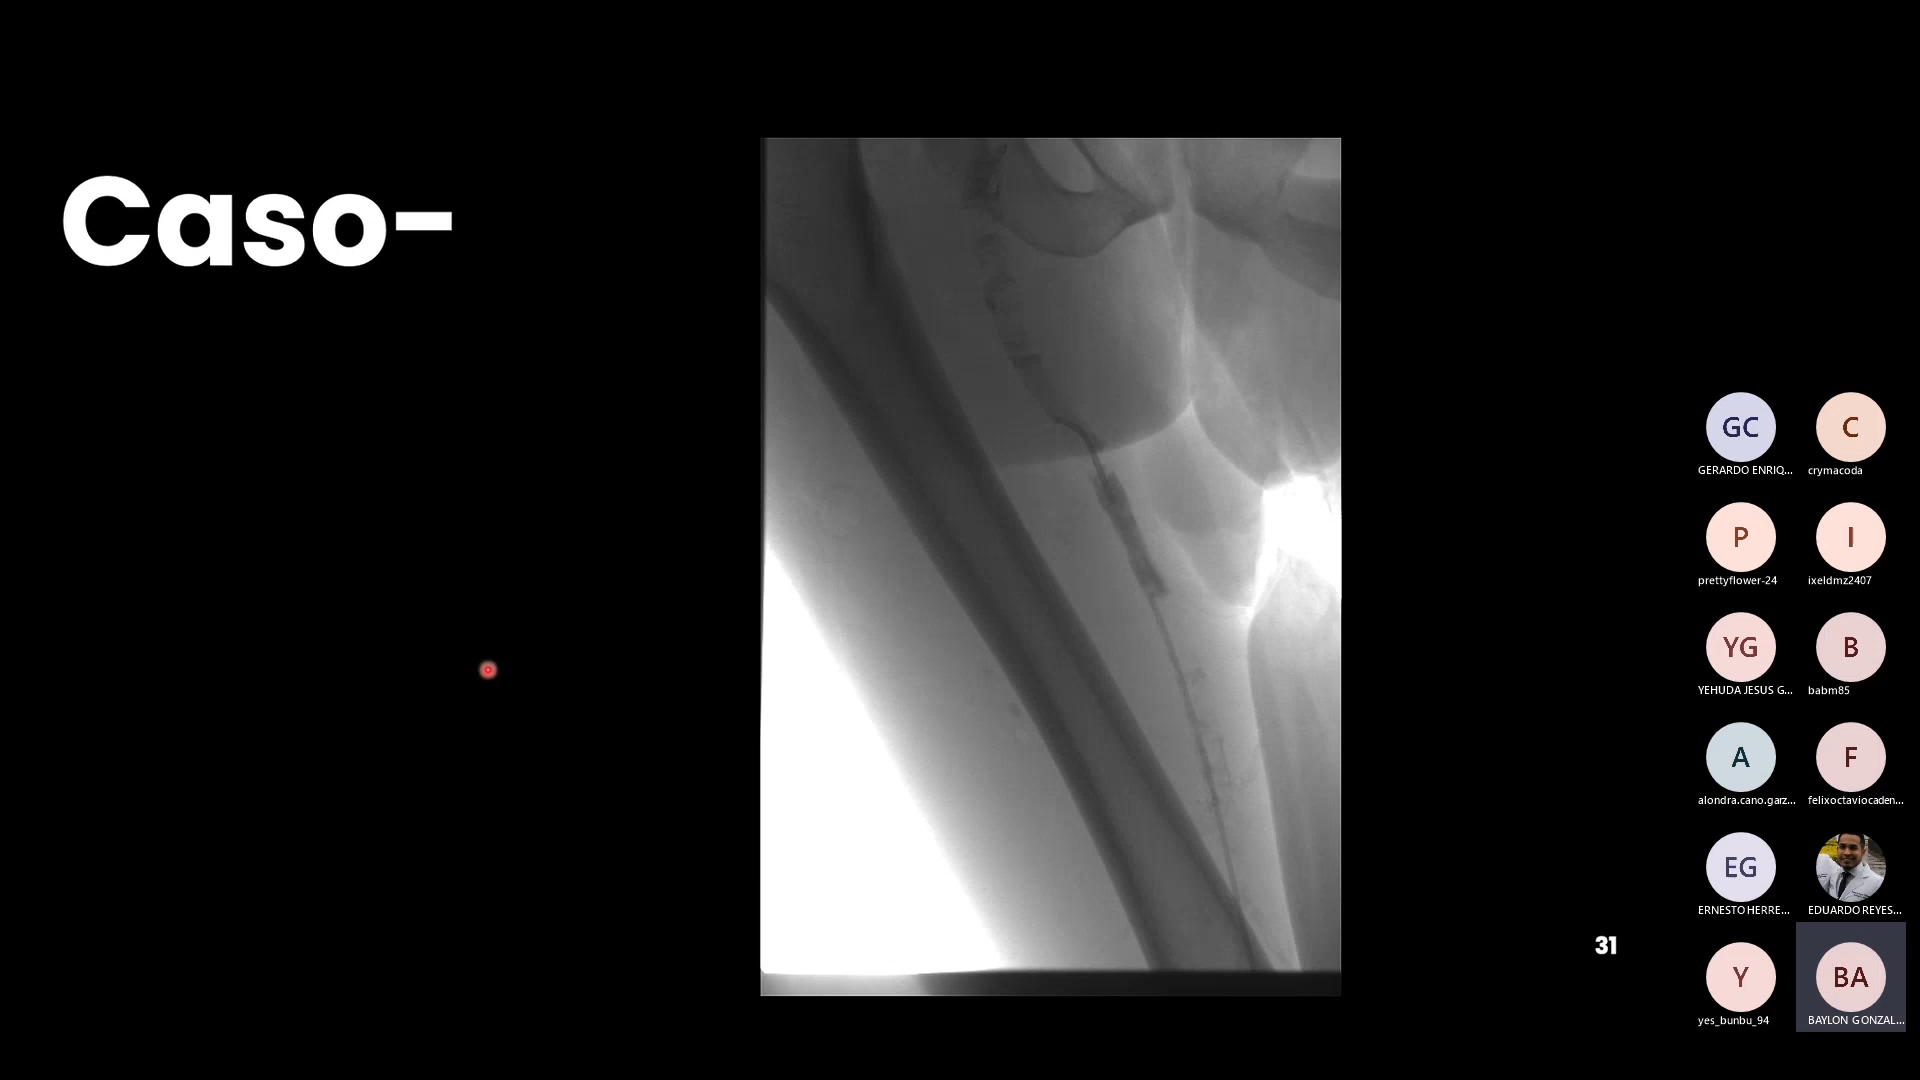 Caso-
31
GC
GERARDO ENRIQ...
C
crymacoda
P
prettyflower-24
I
ixeldmz2407
YG
YEHUDA JESUS G...
B
babm85
A
alondra.cano.garz...
F
felixoctaviocaden...
EG
ERNESTO HERRE...
EDUARDO REYES...
Y
yes_bunbu_94
BA
BAYLON GONZAL...